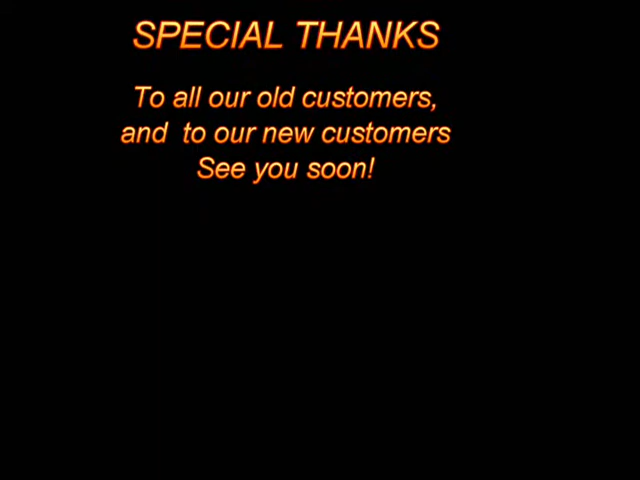 SPECIAL THANKS
To all our old customers,
and  to our new customers
See you soon!